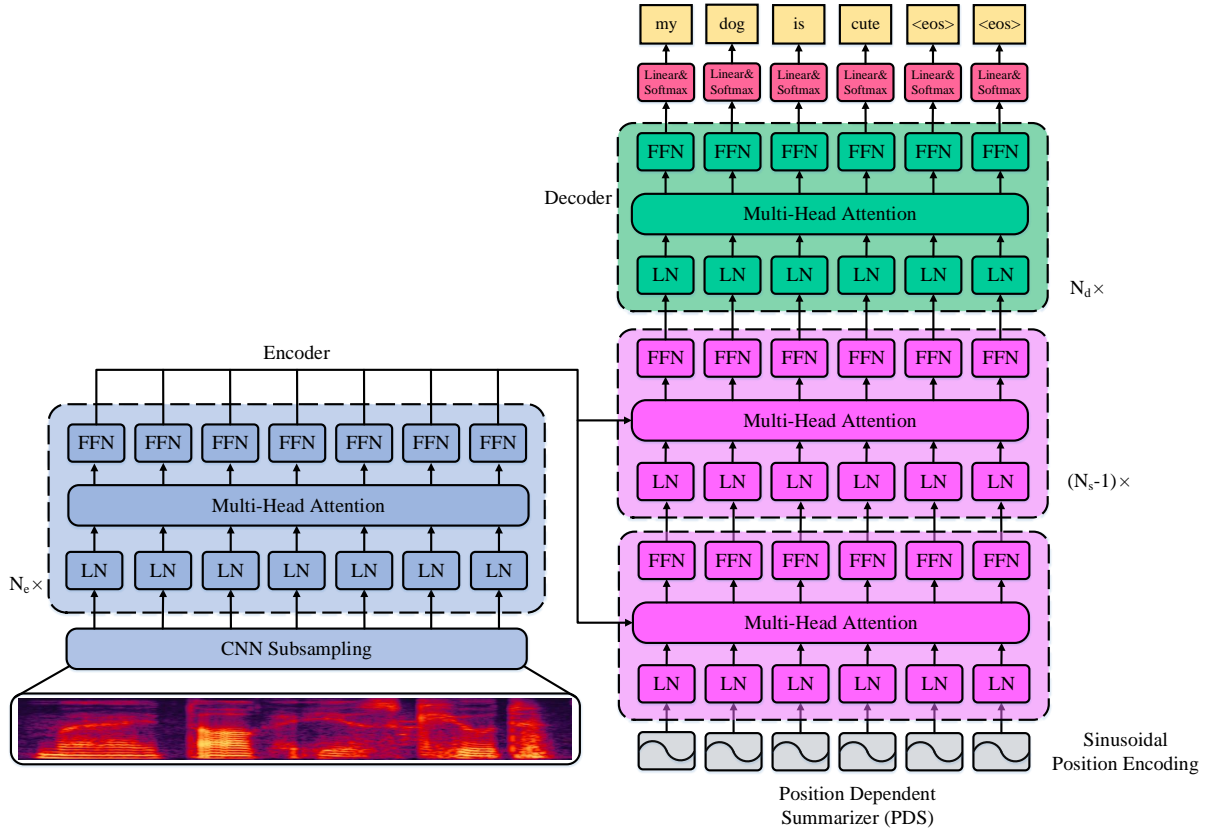 my dog is cute <eos> <eos>
Linear& Linear& Linear& Linear& Linear& Linear&
Softmax Softmax Softmax Softmax Softmax Softmax
FFN FFN FFN FFN FFN FFN
Decoder
Multi-Head Attention
LN LN LN LN LN LN
N_d×
FFN FFN FFN FFN FFN FFN
Multi-Head Attention
LN LN LN LN LN LN
(N_s-1)×
Encoder
FFN FFN FFN FFN FFN FFN FFN
Multi-Head Attention
LN LN LN LN LN LN LN
N_e×
CNN Subsampling
FFN FFN FFN FFN FFN FFN
Multi-Head Attention
LN LN LN LN LN LN
Sinusoidal
Position Encoding
Position Dependent
Summarizer (PDS)